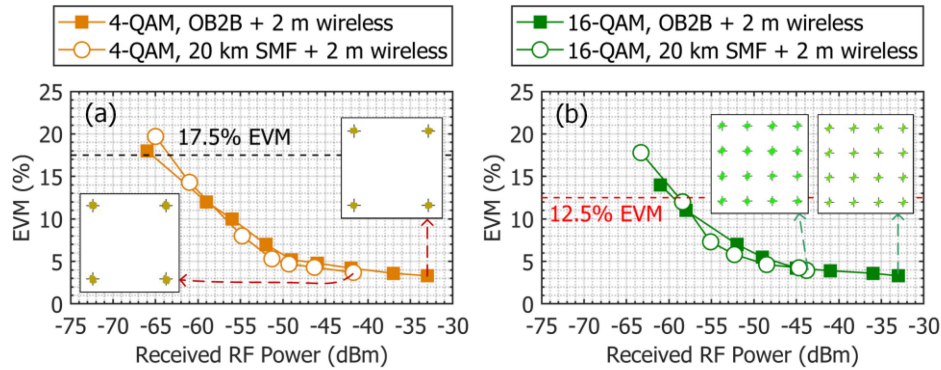 4-QAM, OB2B + 2 m wireless
4-QAM, 20 km SMF + 2 m wireless
16-QAM, OB2B + 2 m wireless
16-QAM, 20 km SMF + 2 m wireless
25
20
15
10
5
0
EVM (%)
(a)
17.5% EVM
-75 -70 -65 -60 -55 -50 -45 -40 -35 -30
Received RF Power (dBm)
25
20
15
10
5
0
EVM (%)
(b)
12.5% EVM
-75 -70 -65 -60 -55 -50 -45 -40 -35 -30
Received RF Power (dBm)